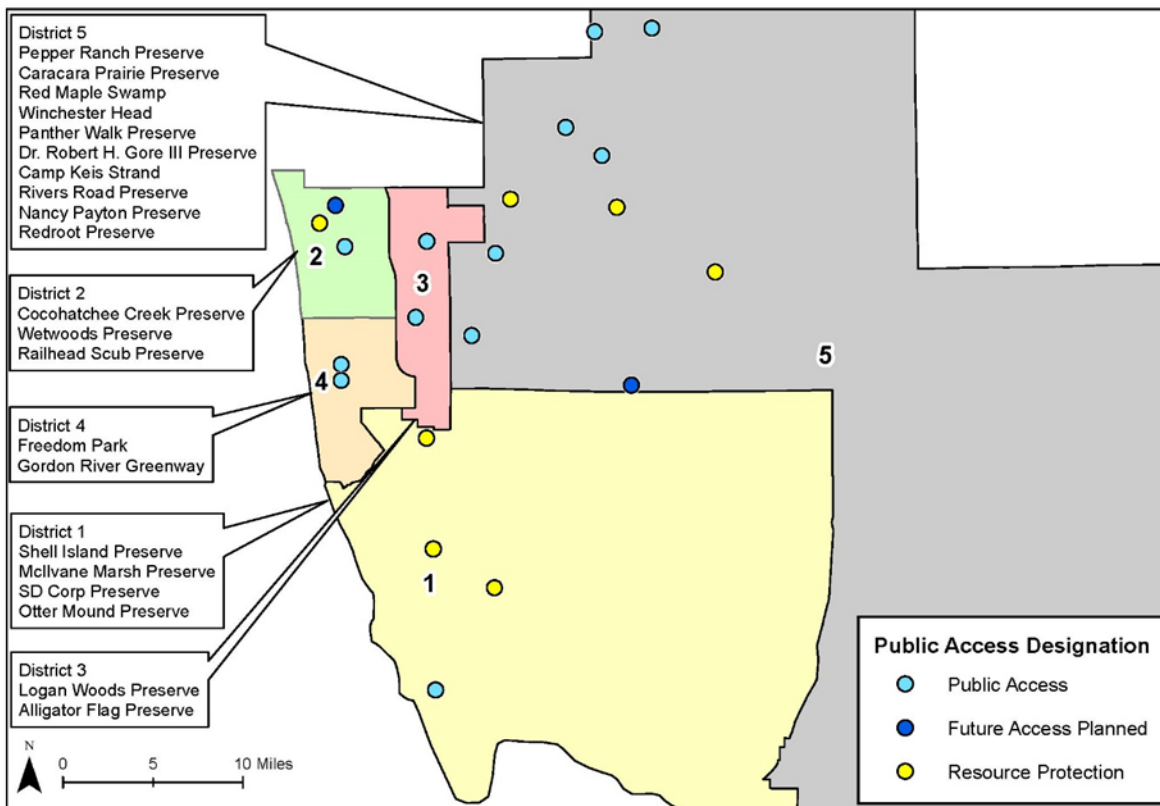 District 5
Pepper Ranch Preserve
Caracara Prairie Preserve
Red Maple Swamp
Winchester Head
Panther Walk Preserve
Dr. Robert H. Gore III Preserve
Camp Keis Strand
Rivers Road Preserve
Nancy Payton Preserve
Redroot Preserve
District 2
Cocohatchee Creek Preserve
Wetwoods Preserve
Railhead Scub Preserve
District 4
Freedom Park
Gordon River Greenway
District 1
Shell Island Preserve
McIlvane Marsh Preserve
SD Corp Preserve
Otter Mound Preserve
District 3
Logan Woods Preserve
Alligator Flag Preserve
2
3
4
5
1
N
0 5 10 Miles
Public Access Designation
Public Access
Future Access Planned
Resource Protection